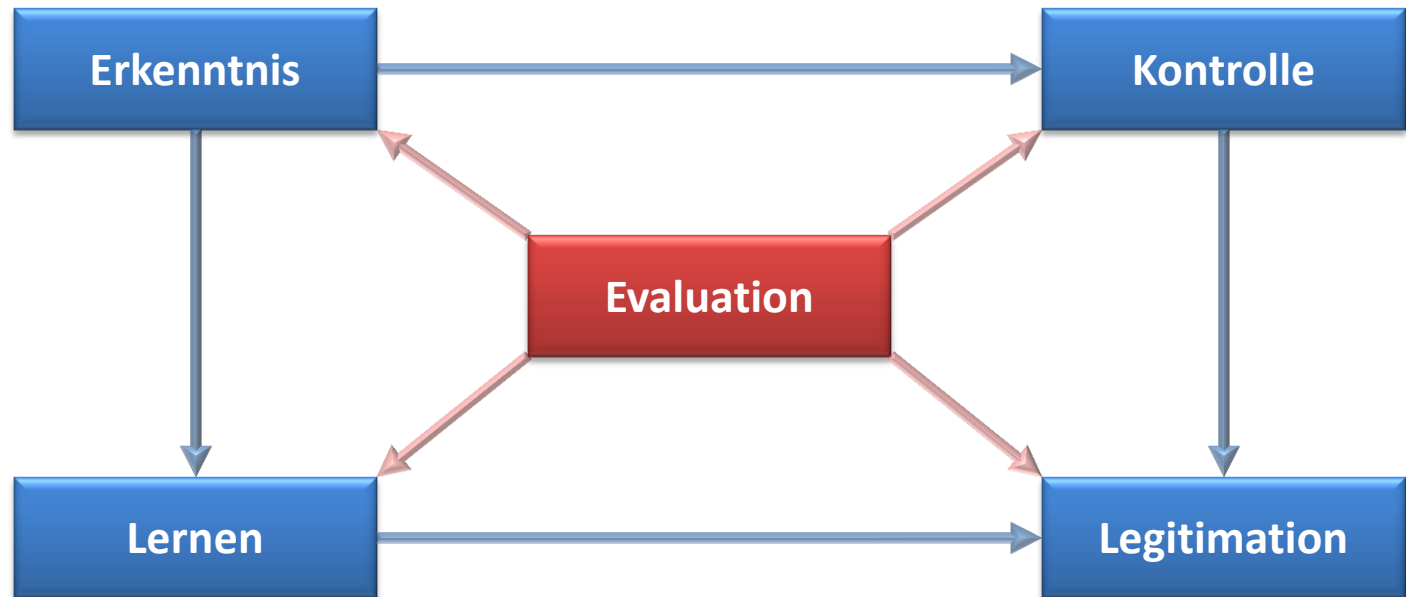 Erkenntnis
Kontrolle
Evaluation
Lernen
Legitimation